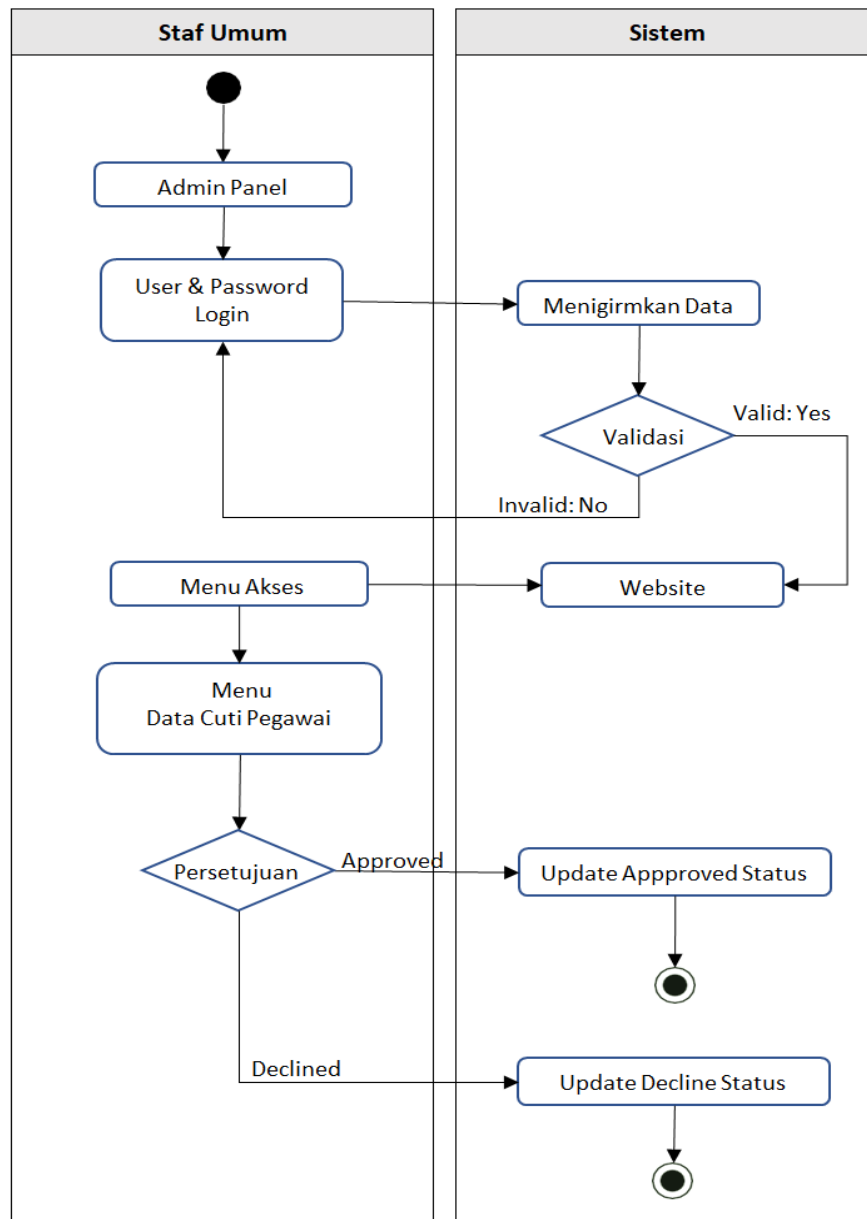 Staf Umum
Sistem
Admin Panel
User & Password
Login
Menigirmkan Data
Valid: Yes
Validasi
Invalid: No
Menu Akses
Website
Menu
Data Cuti Pegawai
Persetujuan
Approved
Update Appproved Status
Declined
Update Decline Status